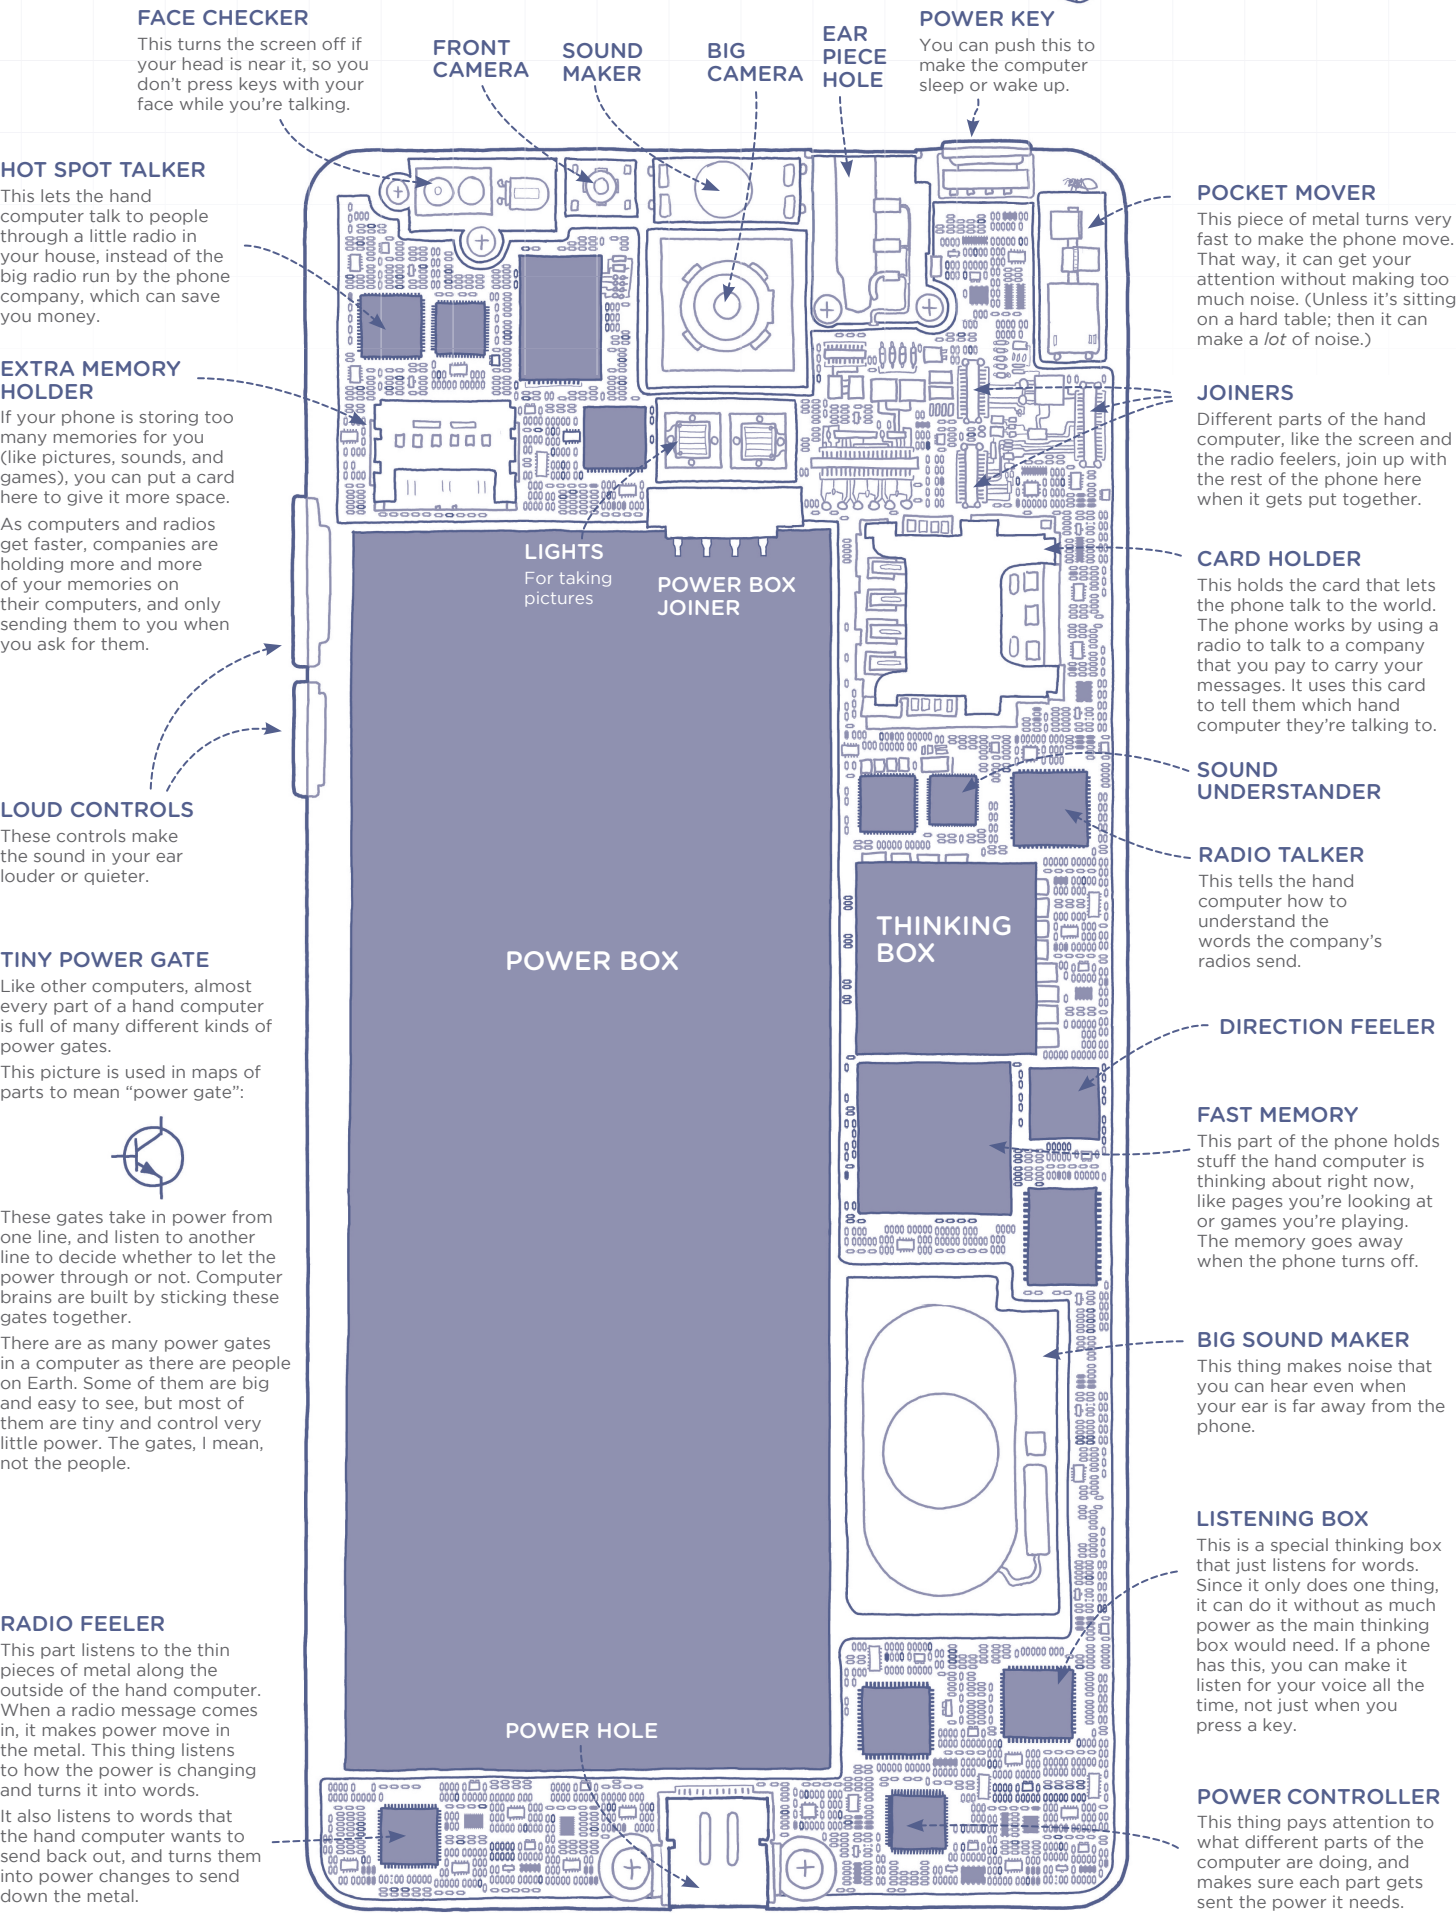 FACE CHECKER
This turns the screen off if
your head is near it, so you
don't press keys with your
face while you're talking.
FRONT
CAMERA
SOUND
MAKER
BIG
CAMERA
EAR
PIECE
HOLE
POWER KEY
You can push this to
make the computer
sleep or wake up.
HOT SPOT TALKER
This lets the hand
computer talk to people
through a little radio in
your house, instead of the
big radio run by the phone
company, which can save
you money.
EXTRA MEMORY
HOLDER
If your phone is storing too
many memories for you
(like pictures, sounds, and
games), you can put a card
here to give it more space.
As computers and radios
get faster, companies are
holding more and more
of your memories on
their computers, and only
sending them to you when
you ask for them.
LOUD CONTROLS
These controls make
the sound in your ear
louder or quieter.
TINY POWER GATE
Like other computers, almost
every part of a hand computer
is full of many different kinds of
power gates.
This picture is used in maps of
parts to mean “power gate”:
These gates take in power from
one line, and listen to another
line to decide whether to let the
power through or not. Computer
brains are built by sticking these
gates together.
There are as many power gates
in a computer as there are people
on Earth. Some of them are big
and easy to see, but most of
them are tiny and control very
little power. The gates, I mean,
not the people.
RADIO FEELER
This part listens to the thin
pieces of metal along the
outside of the hand computer.
When a radio message comes
in, it makes power move in
the metal. This thing listens
to how the power is changing
and turns it into words.
It also listens to words that
the hand computer wants to
send back out, and turns them
into power changes to send
down the metal.
LIGHTS
For taking
pictures
POWER BOX
JOINER
POWER BOX
THINKING
BOX
POWER HOLE
POCKET MOVER
This piece of metal turns very
fast to make the phone move.
That way, it can get your
attention without making too
much noise. (Unless it's sitting
on a hard table; then it can
make a lot of noise.)
JOINERS
Different parts of the hand
computer, like the screen and
the radio feelers, join up with
the rest of the phone here
when it gets put together.
CARD HOLDER
This holds the card that lets
the phone talk to the world.
The phone works by using a
radio to talk to a company
that you pay to carry your
messages. It uses this card
to tell them which hand
computer they're talking to.
SOUND
UNDERSTANDER
RADIO TALKER
This tells the hand
computer how to
understand the
words the company's
radios send.
DIRECTION FEELER
FAST MEMORY
This part of the phone holds
stuff the hand computer is
thinking about right now,
like pages you're looking at
or games you're playing.
The memory goes away
when the phone turns off.
BIG SOUND MAKER
This thing makes noise that
you can hear even when
your ear is far away from the
phone.
LISTENING BOX
This is a special thinking box
that just listens for words.
Since it only does one thing,
it can do it without as much
power as the main thinking
box would need. If a phone
has this, you can make it
listen for your voice all the
time, not just when you
press a key.
POWER CONTROLLER
This thing pays attention to
what different parts of the
computer are doing, and
makes sure each part gets
sent the power it needs.